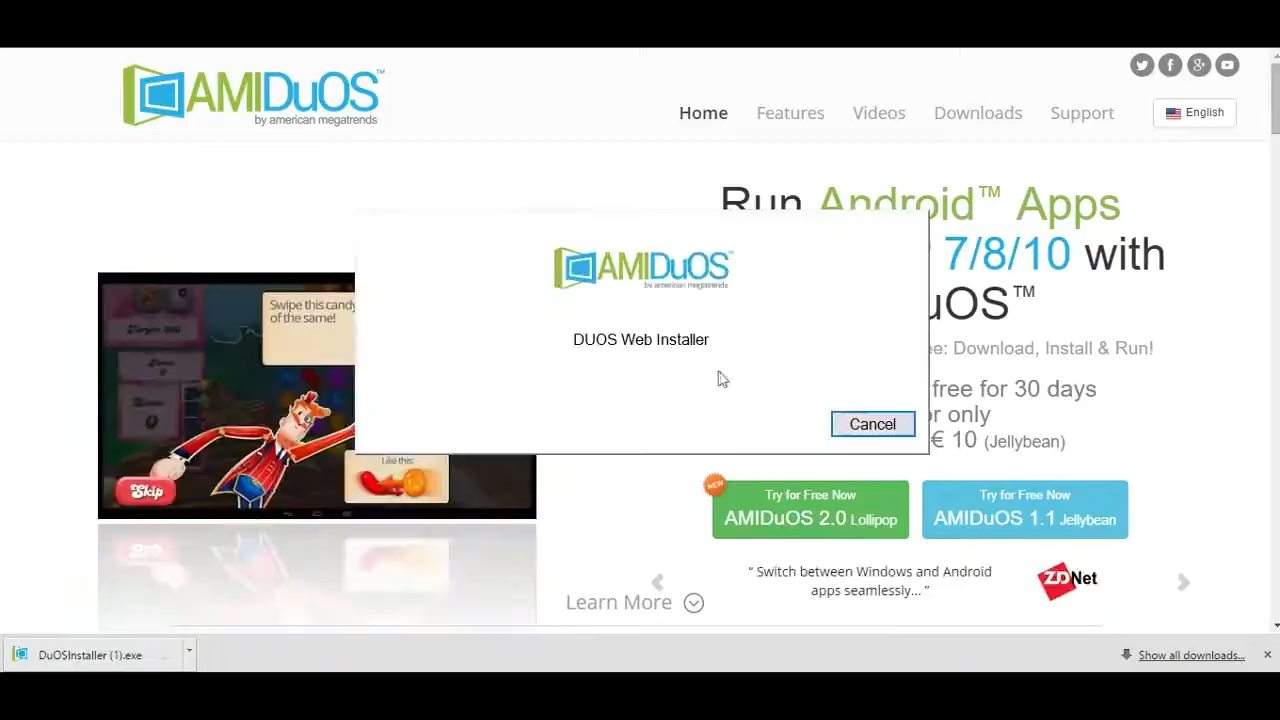 AMIDuOS™
by american megatrends
Home Features Videos Downloads Support English
Run Android™ Apps
7/8/10 with
uOS™
ee: Download, Install & Run!
free for 30 days
or only
€ 10 (Jellybean)
Swipe this candy
of the same!
Like this:
Skip
AMIDuOS™
by american megatrends
DUOS Web Installer
Cancel
NEW
Try for Free Now
AMIDuOS 2.0 Lollipop
Try for Free Now
AMIDuOS 1.1 Jellybean
“ Switch between Windows and Android
apps seamlessly... ”
ZDNet
Learn More
DuOSInstaller (1).exe
Show all downloads...